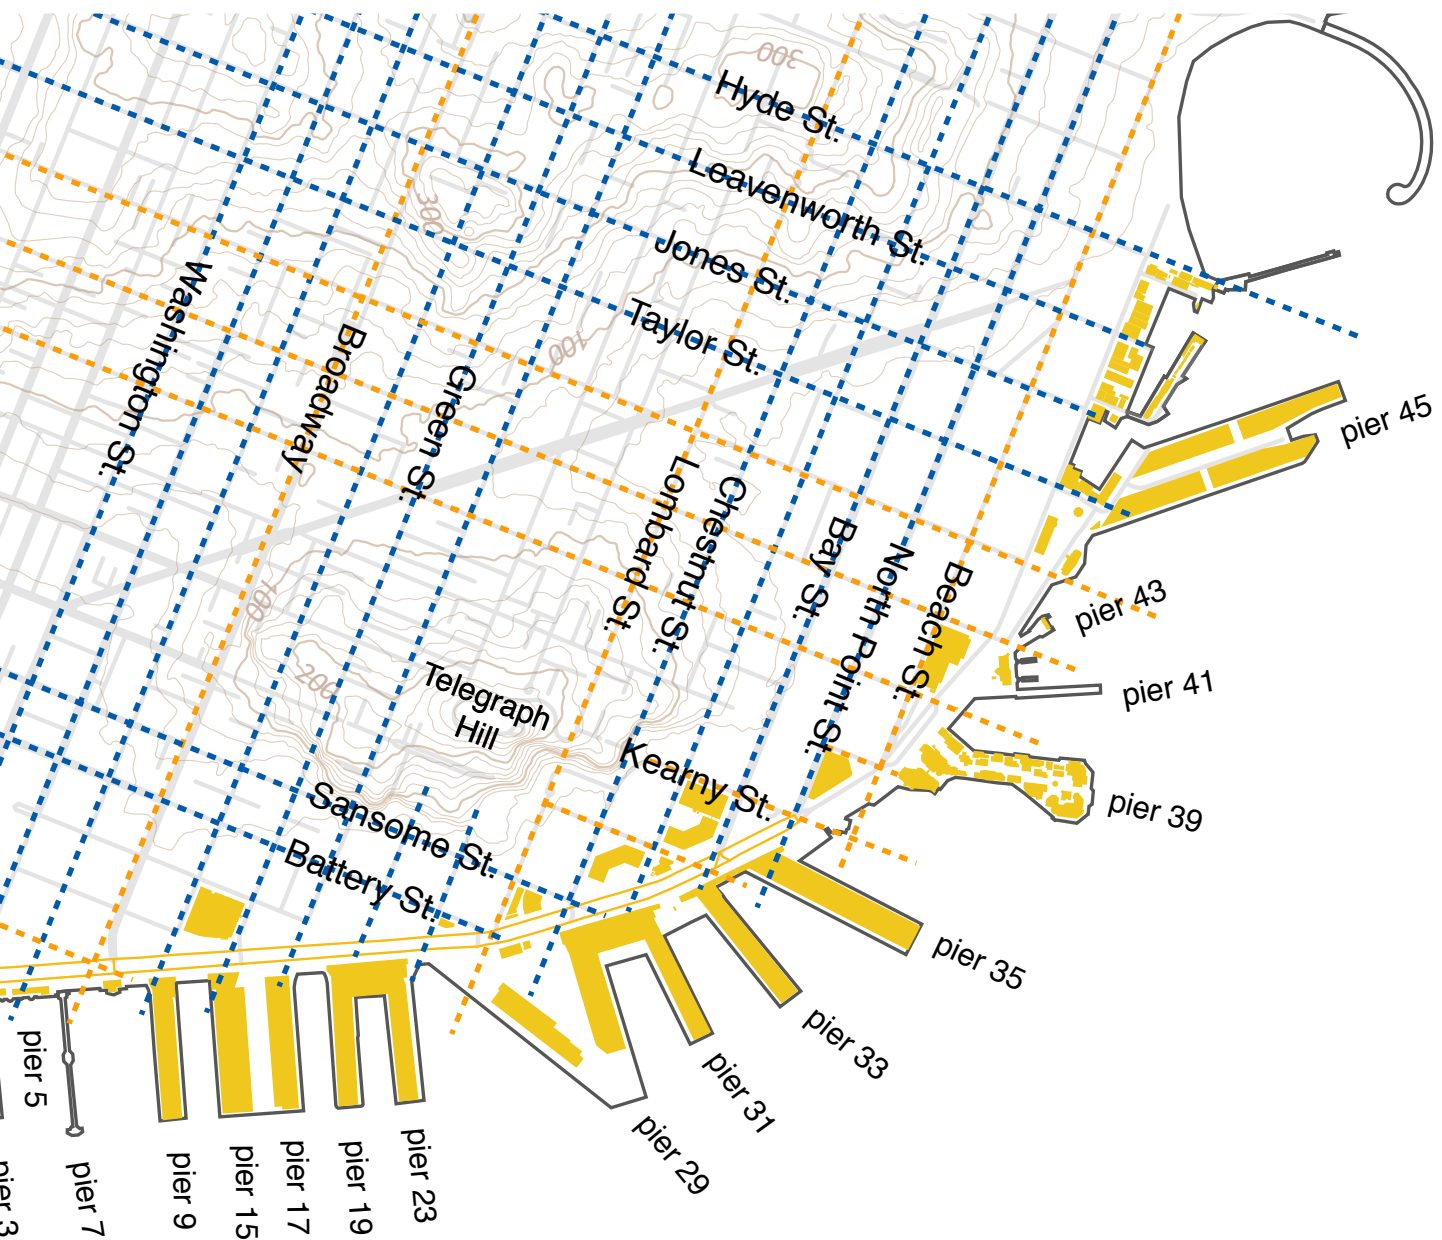 300
Hyde St.
Leavenworth St.
300
Jones St.
Taylor St.
100
Washington St.
Broadway
Green St.
Lombard St.
Chestnut St.
Bay St.
North Point St.
Beach St.
pier 45
pier 43
pier 41
pier 39
100
200
Telegraph
Hill
Kearny St.
Sansome St.
Battery St.
pier 35
pier 33
pier 31
pier 29
pier 23
pier 19
pier 17
pier 15
pier 9
pier 7
pier 5
pier 3